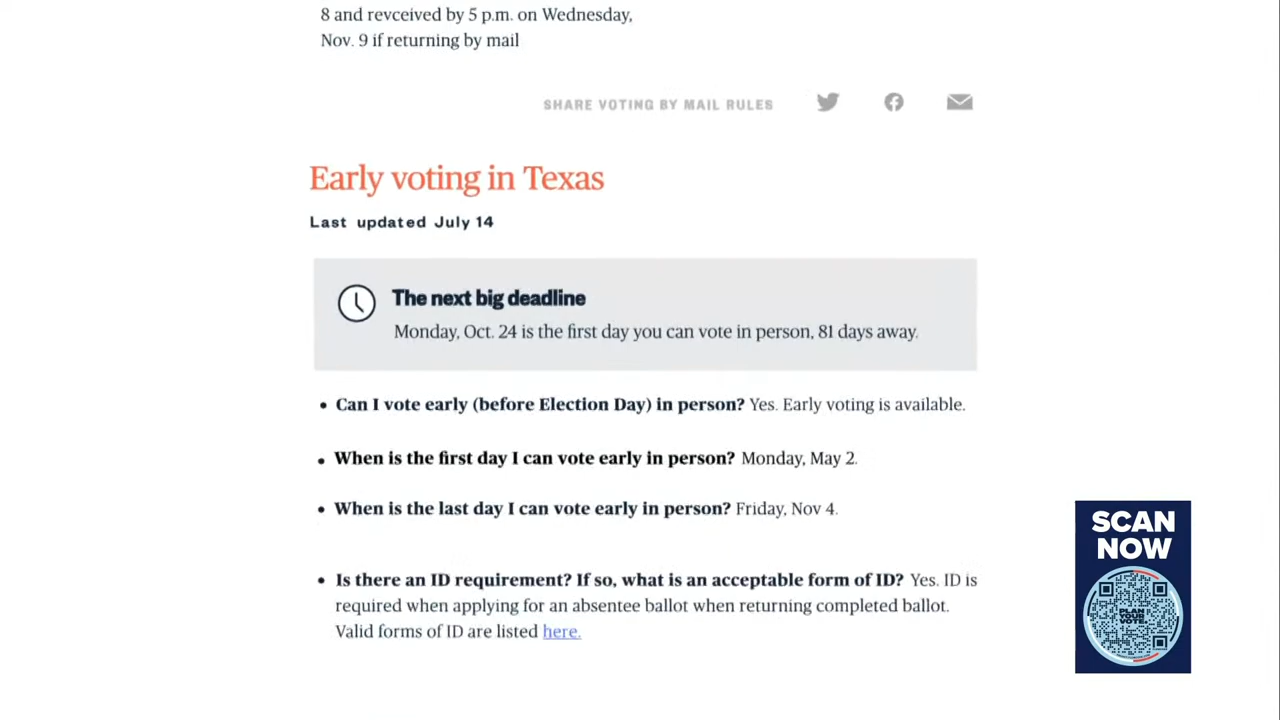 8 and revceived by 5 p.m. on Wednesday,
Nov. 9 if returning by mail
SHARE VOTING BY MAIL RULES
Early voting in Texas
Last updated July 14
The next big deadline
Monday, Oct. 24 is the first day you can vote in person, 81 days away.
• Can I vote early (before Election Day) in person? Yes. Early voting is available.
• When is the first day I can vote early in person? Monday, May 2.
• When is the last day I can vote early in person? Friday, Nov 4.
• Is there an ID requirement? If so, what is an acceptable form of ID? Yes. ID is
required when applying for an absentee ballot when returning completed ballot.
Valid forms of ID are listed here.
SCAN
NOW
PLAN
YOUR
VOTE.